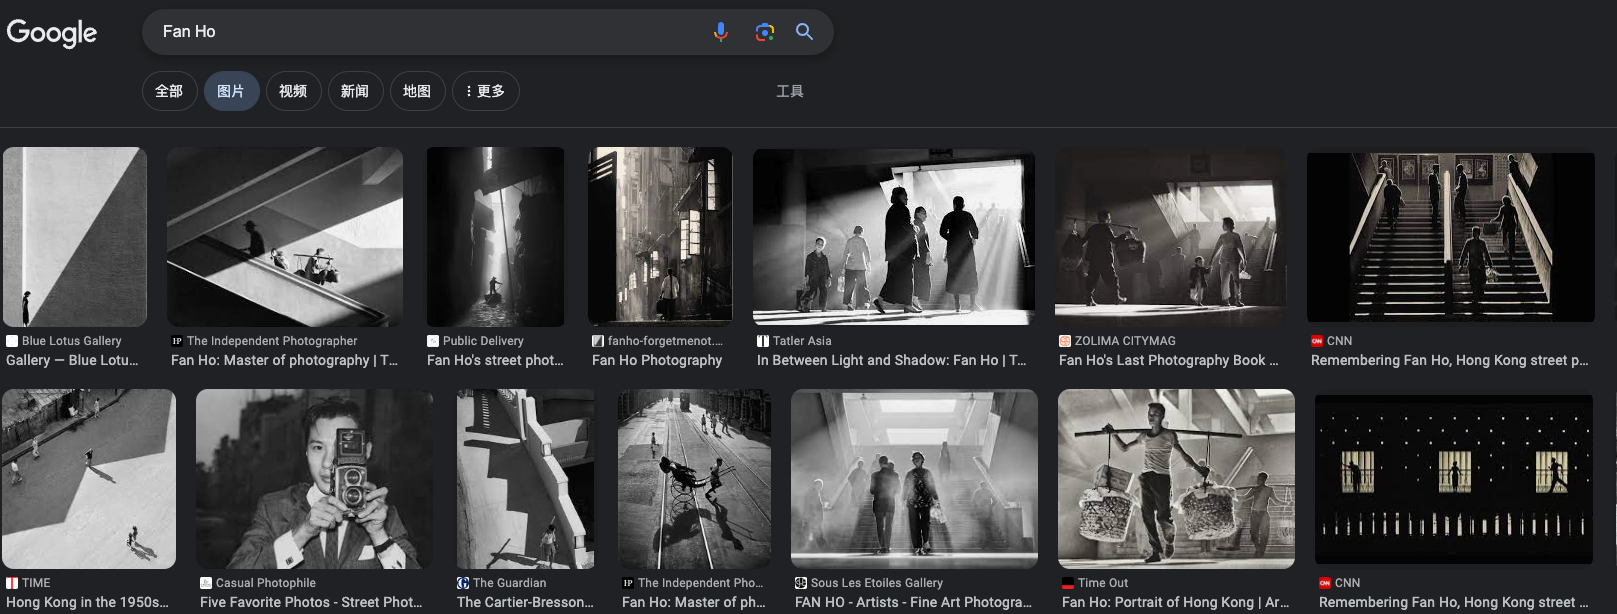 Google
Fan Ho
全部
图片
视频
新闻
地图
更多
工具
Blue Lotus Gallery
Gallery — Blue Lotu...
IP The Independent Photographer
Fan Ho: Master of photography | T...
Public Delivery
Fan Ho's street phot...
fanho-forgetmenot....
Fan Ho Photography
Tatler Asia
In Between Light and Shadow: Fan Ho | T...
ZOLIMA CITYMAG
Fan Ho's Last Photography Book ...
CNN
Remembering Fan Ho, Hong Kong street p...
TIME
Hong Kong in the 1950s...
Casual Photophile
Five Favorite Photos - Street Phot...
The Guardian
The Cartier-Bresson...
IP The Independent Pho...
Fan Ho: Master of ph...
Sous Les Etoiles Gallery
FAN HO - Artists - Fine Art Photogra...
Time Out
Fan Ho: Portrait of Hong Kong | Ar...
CNN
Remembering Fan Ho, Hong Kong street ...